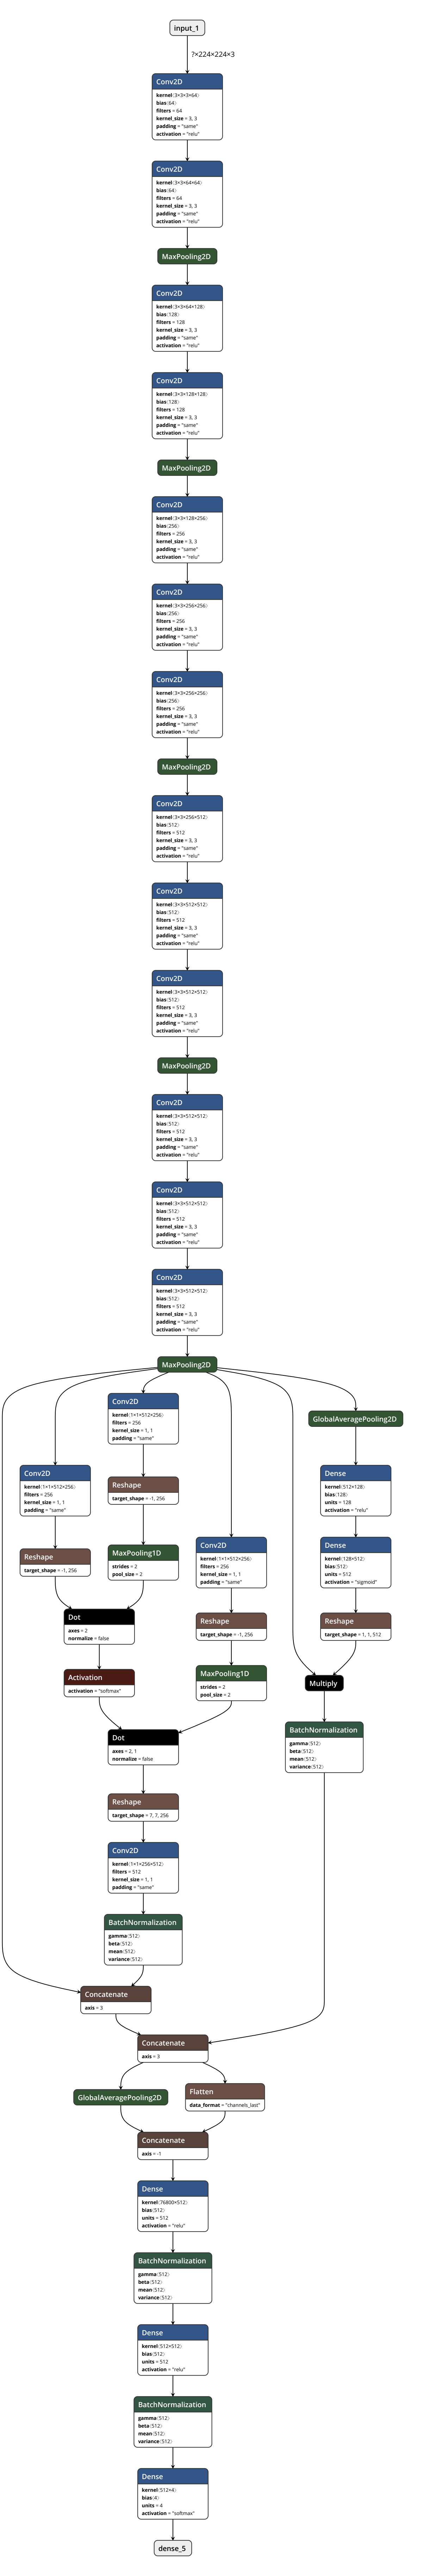 input_1
?×224×224×3
Conv2D
kernel⟨3×3×3×64⟩
bias⟨64⟩
filters = 64
kernel_size = 3, 3
padding = "same"
activation = "relu"
Conv2D
kernel⟨3×3×64×64⟩
bias⟨64⟩
filters = 64
kernel_size = 3, 3
padding = "same"
activation = "relu"
MaxPooling2D
Conv2D
kernel⟨3×3×64×128⟩
bias⟨128⟩
filters = 128
kernel_size = 3, 3
padding = "same"
activation = "relu"
Conv2D
kernel⟨3×3×128×128⟩
bias⟨128⟩
filters = 128
kernel_size = 3, 3
padding = "same"
activation = "relu"
MaxPooling2D
Conv2D
kernel⟨3×3×128×256⟩
bias⟨256⟩
filters = 256
kernel_size = 3, 3
padding = "same"
activation = "relu"
Conv2D
kernel⟨3×3×256×256⟩
bias⟨256⟩
filters = 256
kernel_size = 3, 3
padding = "same"
activation = "relu"
Conv2D
kernel⟨3×3×256×256⟩
bias⟨256⟩
filters = 256
kernel_size = 3, 3
padding = "same"
activation = "relu"
MaxPooling2D
Conv2D
kernel⟨3×3×256×512⟩
bias⟨512⟩
filters = 512
kernel_size = 3, 3
padding = "same"
activation = "relu"
Conv2D
kernel⟨3×3×512×512⟩
bias⟨512⟩
filters = 512
kernel_size = 3, 3
padding = "same"
activation = "relu"
Conv2D
kernel⟨3×3×512×512⟩
bias⟨512⟩
filters = 512
kernel_size = 3, 3
padding = "same"
activation = "relu"
MaxPooling2D
Conv2D
kernel⟨3×3×512×512⟩
bias⟨512⟩
filters = 512
kernel_size = 3, 3
padding = "same"
activation = "relu"
Conv2D
kernel⟨3×3×512×512⟩
bias⟨512⟩
filters = 512
kernel_size = 3, 3
padding = "same"
activation = "relu"
Conv2D
kernel⟨3×3×512×512⟩
bias⟨512⟩
filters = 512
kernel_size = 3, 3
padding = "same"
activation = "relu"
MaxPooling2D
Conv2D
kernel⟨1×1×512×256⟩
filters = 256
kernel_size = 1, 1
padding = "same"
GlobalAveragePooling2D
Conv2D
kernel⟨1×1×512×256⟩
filters = 256
kernel_size = 1, 1
padding = "same"
Reshape
target_shape = -1, 256
Dense
kernel⟨512×128⟩
bias⟨128⟩
units = 128
activation = "relu"
Reshape
target_shape = -1, 256
MaxPooling1D
strides = 2
pool_size = 2
Conv2D
kernel⟨1×1×512×256⟩
filters = 256
kernel_size = 1, 1
padding = "same"
Dense
kernel⟨128×512⟩
bias⟨512⟩
units = 512
activation = "sigmoid"
Dot
axes = 2
normalize = false
Reshape
target_shape = -1, 256
Reshape
target_shape = 1, 1, 512
Activation
activation = "softmax"
MaxPooling1D
strides = 2
pool_size = 2
Multiply
Dot
axes = 2, 1
normalize = false
BatchNormalization
gamma⟨512⟩
beta⟨512⟩
mean⟨512⟩
variance⟨512⟩
Reshape
target_shape = 7, 7, 256
Conv2D
kernel⟨1×1×256×512⟩
filters = 512
kernel_size = 1, 1
padding = "same"
BatchNormalization
gamma⟨512⟩
beta⟨512⟩
mean⟨512⟩
variance⟨512⟩
Concatenate
axis = 3
Concatenate
axis = 3
GlobalAveragePooling2D
Flatten
data_format = "channels_last"
Concatenate
axis = -1
Dense
kernel⟨76800×512⟩
bias⟨512⟩
units = 512
activation = "relu"
BatchNormalization
gamma⟨512⟩
beta⟨512⟩
mean⟨512⟩
variance⟨512⟩
Dense
kernel⟨512×512⟩
bias⟨512⟩
units = 512
activation = "relu"
BatchNormalization
gamma⟨512⟩
beta⟨512⟩
mean⟨512⟩
variance⟨512⟩
Dense
kernel⟨512×4⟩
bias⟨4⟩
units = 4
activation = "softmax"
dense_5